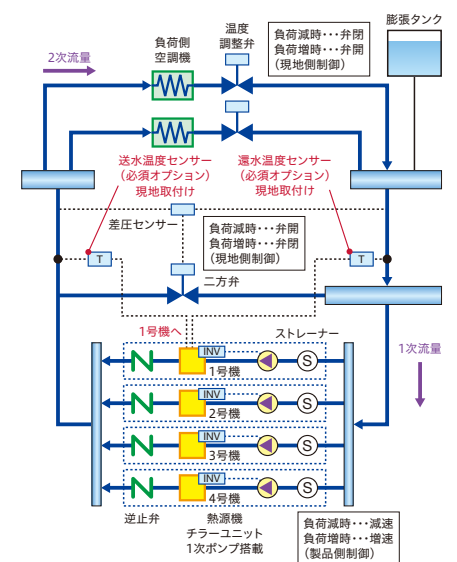 膨張タンク
温度
調整弁
負荷減時･･･弁閉
負荷増時･･･弁開
（現地側制御）
負荷側
空調機
2次流量
送水温度センサー
（必須オプション）
現地取付け
還水温度センサー
（必須オプション）
現地取付け
差圧センサー
負荷減時･･･弁開
負荷増時･･･弁閉
（現地側制御）
T
T
二方弁
1号機へ
ストレーナー
1次流量
INV
S
1号機
INV
S
2号機
INV
S
3号機
INV
S
4号機
逆止弁
熱源機
チラーユニット
1次ポンプ搭載
負荷減時･･･減速
負荷増時･･･増速
（製品側制御）